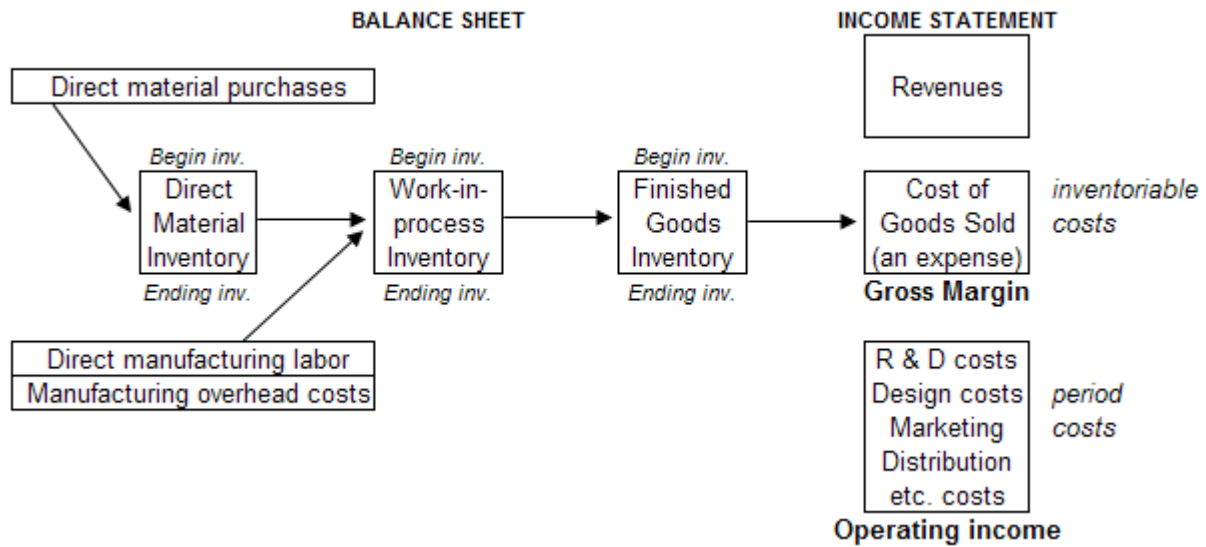 BALANCE SHEET
INCOME STATEMENT
Direct material purchases
Revenues
Begin inv.
Direct
Material
Inventory
Ending inv.
Begin inv.
Work-in-
process
Inventory
Ending inv.
Begin inv.
Finished
Goods
Inventory
Ending inv.
Cost of
Goods Sold
(an expense)
Gross Margin
inventoriable
costs
Direct manufacturing labor
Manufacturing overhead costs
R & D costs
Design costs
Marketing
Distribution
etc. costs
Operating income
period
costs